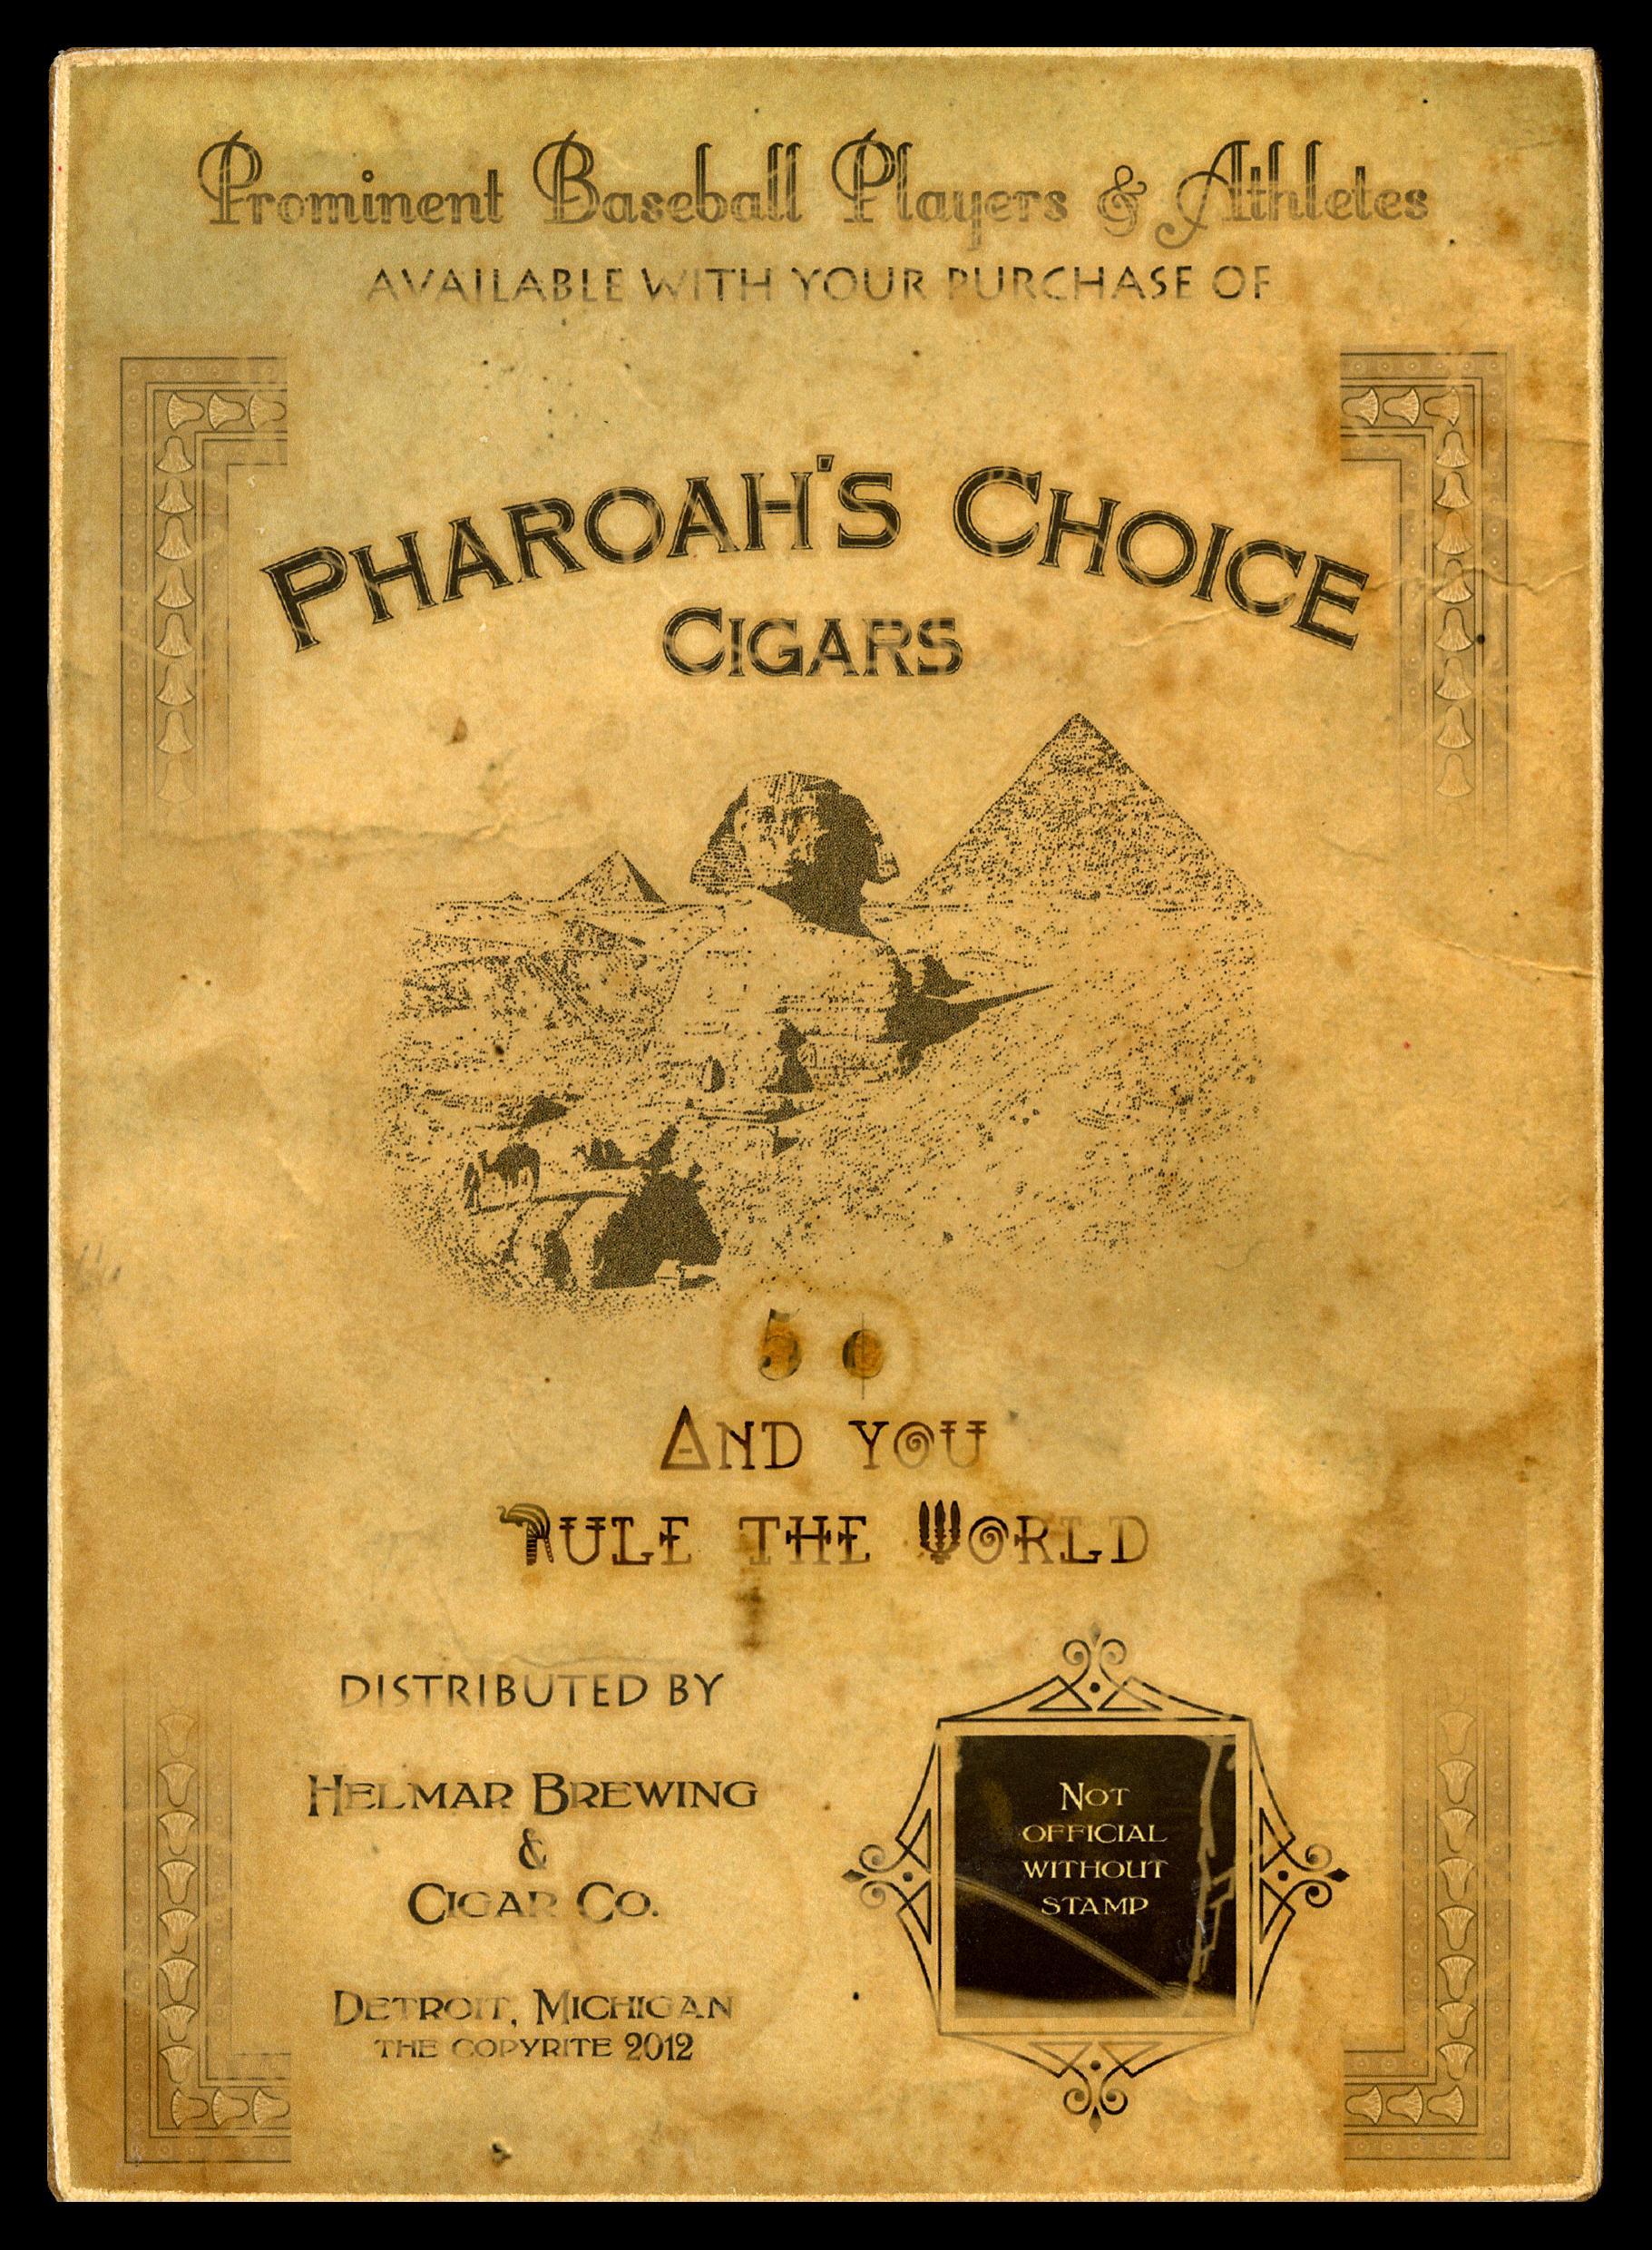 Prominent Baseball Players & Athletes
AVAILABLE WITH YOUR PURCHASE OF
PHAROAH'S CHOICE
CIGARS
5 ¢
AND YOU
RULE THE WORLD
DISTRIBUTED BY
HELMAR BREWING
&
CIGAR CO.
DETROIT, MICHIGAN
THE COPYRITE 2012
NOT
OFFICIAL
WITHOUT
STAMP